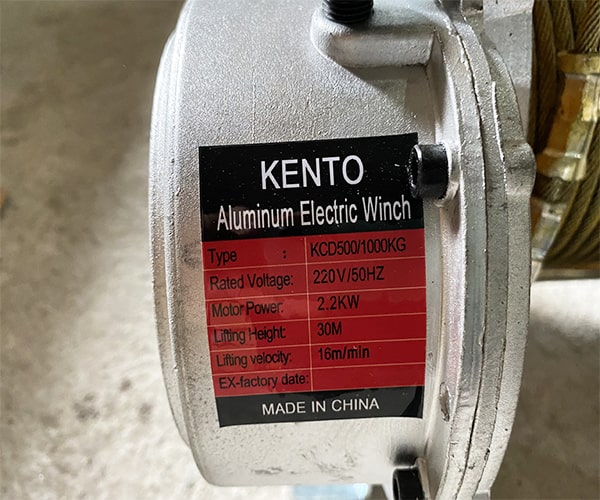 KENTO
Aluminum Electric Winch
Type : KCD500/1000KG
Rated Voltage: 220V/50HZ
Motor Power: 2.2KW
Lifting Height: 30M
Lifting velocity: 16m/min
EX-factory date:
MADE IN CHINA